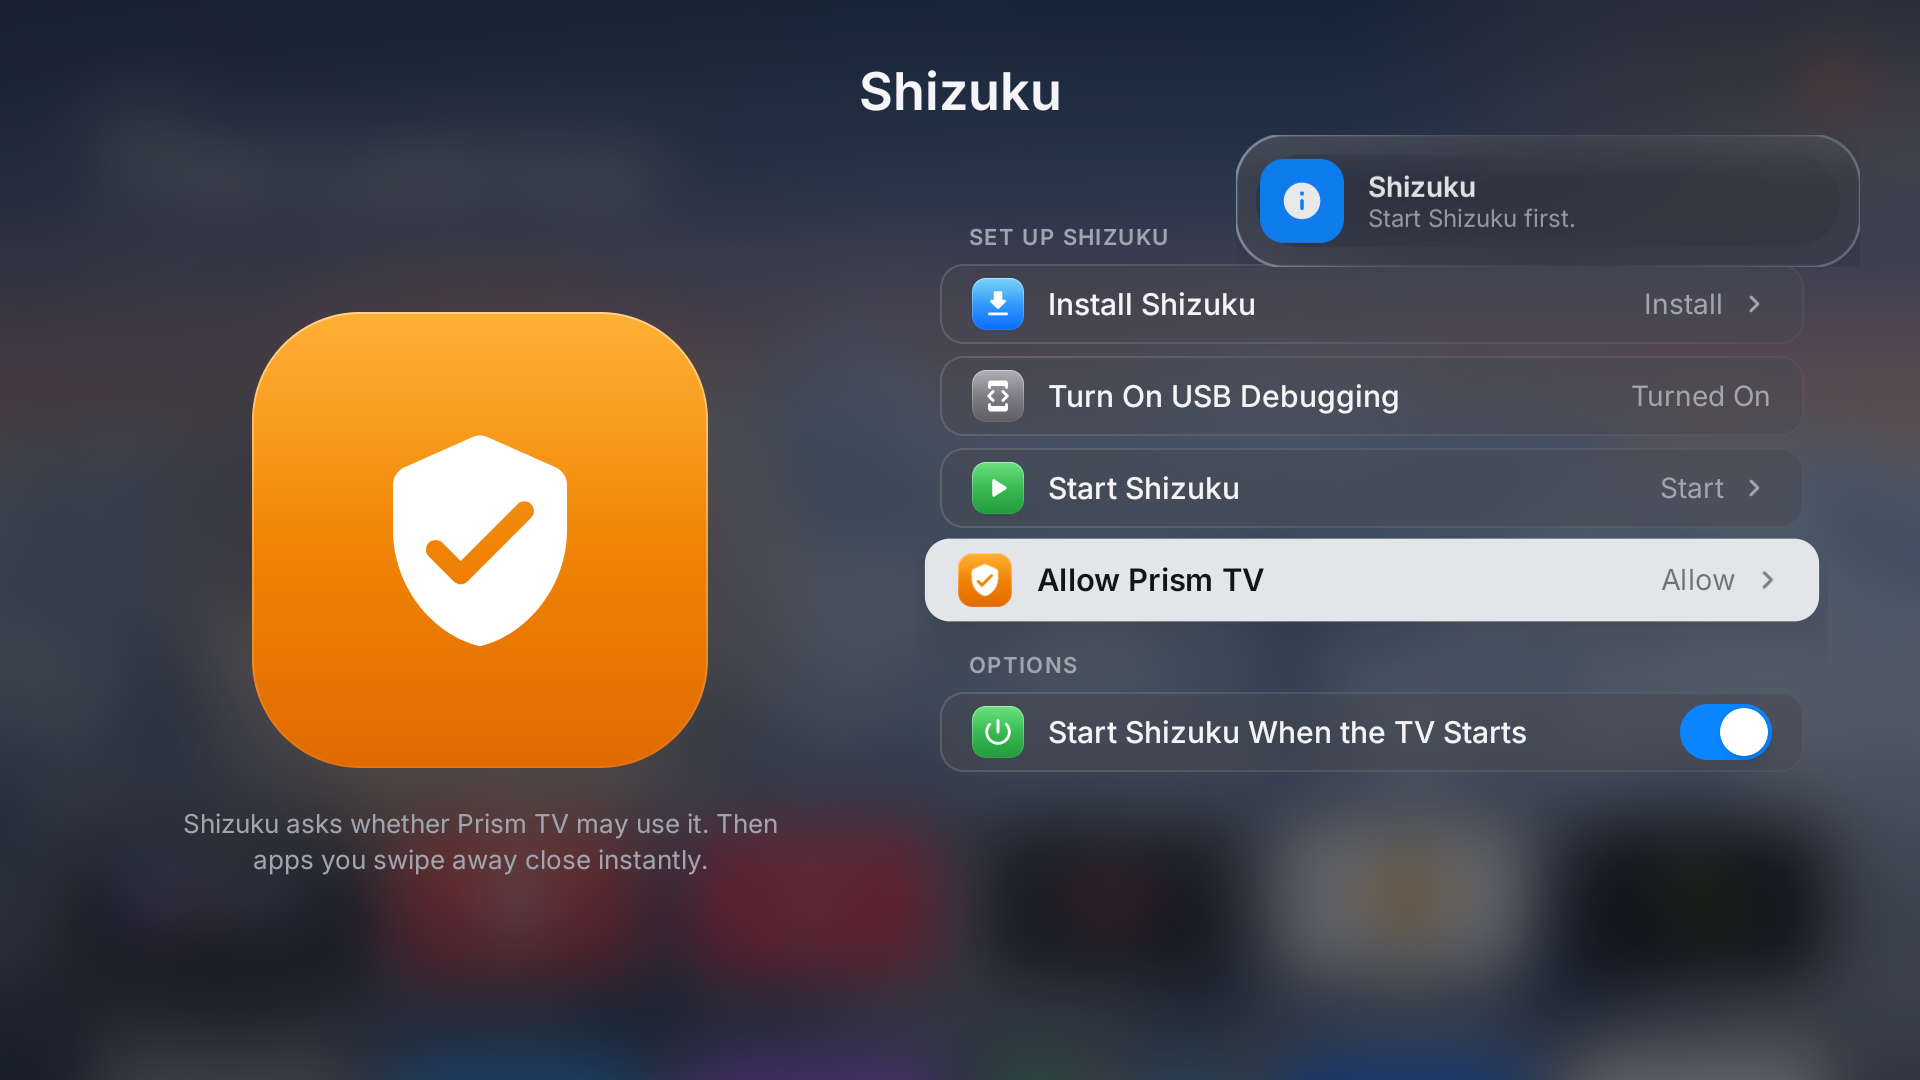 Shizuku
Shizuku
Start Shizuku first.
SET UP SHIZUKU
Install Shizuku
Install
Turn On USB Debugging
Turned On
Start Shizuku
Start
Allow Prism TV
Allow
OPTIONS
Start Shizuku When the TV Starts
Shizuku asks whether Prism TV may use it. Then
apps you swipe away close instantly.